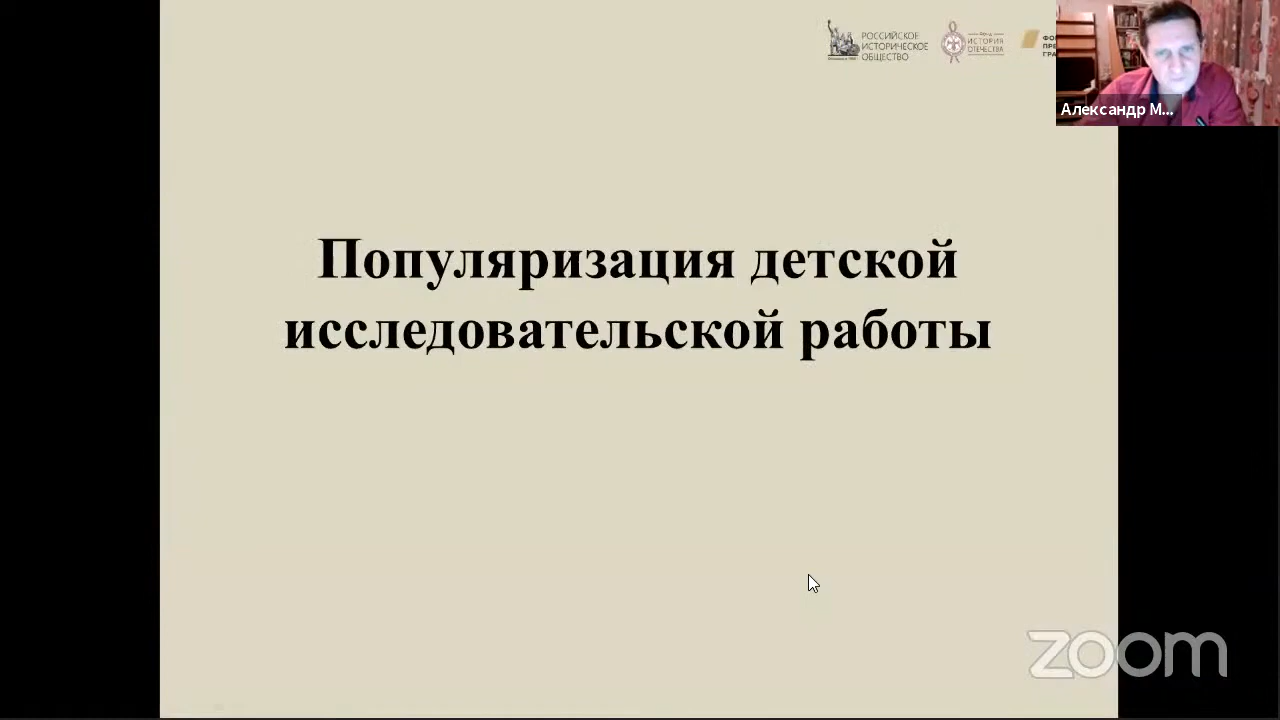 РОССИЙСКОЕ
ИСТОРИЧЕСКОЕ
ОБЩЕСТВО
ИСТОРИЯ
ОТЕЧЕСТВА
Александр М...
Популяризация детской
исследовательской работы
zoom